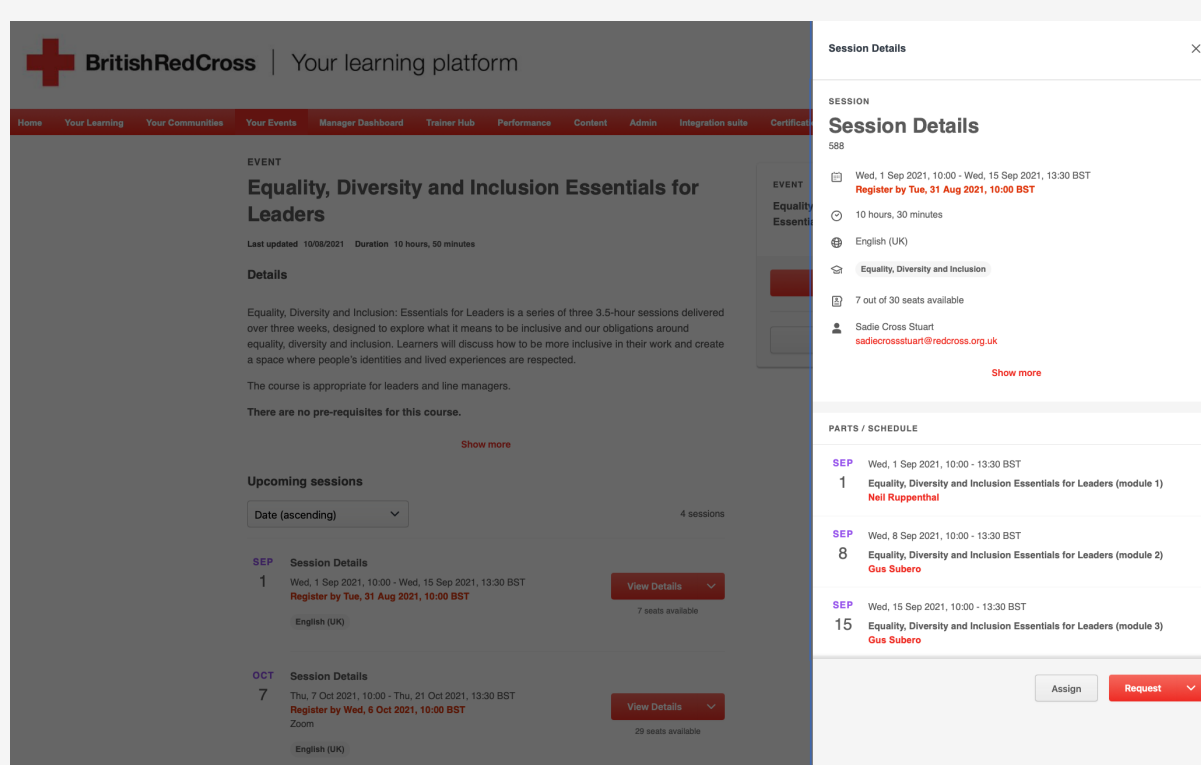 BritishRedCross | Your learning platform
Home Your Learning Your Communities Your Events Manager Dashboard Trainer Hub Performance Content Admin Integration suite
EVENT
Equality, Diversity and Inclusion Essentials for
Leaders
Last updated 10/08/2021 Duration 10 hours, 50 minutes
Details
Equality, Diversity and Inclusion: Essentials for Leaders is a series of three 3.5-hour sessions delivered
over three weeks, designed to explore what it means to be inclusive and our obligations around
equality, diversity and inclusion. Learners will discuss how to be more inclusive in their work and create
a space where people's identities and lived experiences are respected.
The course is appropriate for leaders and line managers.
There are no pre-requisites for this course.
Show more
Upcoming sessions
Date (ascending)
4 sessions
SEP
1
Session Details
Wed, 1 Sep 2021, 10:00 - Wed, 15 Sep 2021, 13:30 BST
Register by Tue, 31 Aug 2021, 10:00 BST
English (UK)
View Details
7 seats available
OCT
7
Session Details
Thu, 7 Oct 2021, 10:00 - Thu, 21 Oct 2021, 13:30 BST
Register by Wed, 6 Oct 2021, 10:00 BST
Zoom
English (UK)
View Details
29 seats available
EVENT
Equality
Session Details
SESSION
Session Details
588
Wed, 1 Sep 2021, 10:00 - Wed, 15 Sep 2021, 13:30 BST
Register by Tue, 31 Aug 2021, 10:00 BST
10 hours, 30 minutes
English (UK)
Equality, Diversity and Inclusion
7 out of 30 seats available
Sadie Cross Stuart
sadiecrossstuart@redcross.org.uk
Show more
PARTS / SCHEDULE
SEP
1
Wed, 1 Sep 2021, 10:00 - 13:30 BST
Equality, Diversity and Inclusion Essentials for Leaders (module 1)
Neil Ruppenthal
SEP
8
Wed, 8 Sep 2021, 10:00 - 13:30 BST
Equality, Diversity and Inclusion Essentials for Leaders (module 2)
Gus Subero
SEP
15
Wed, 15 Sep 2021, 10:00 - 13:30 BST
Equality, Diversity and Inclusion Essentials for Leaders (module 3)
Gus Subero
Assign
Request